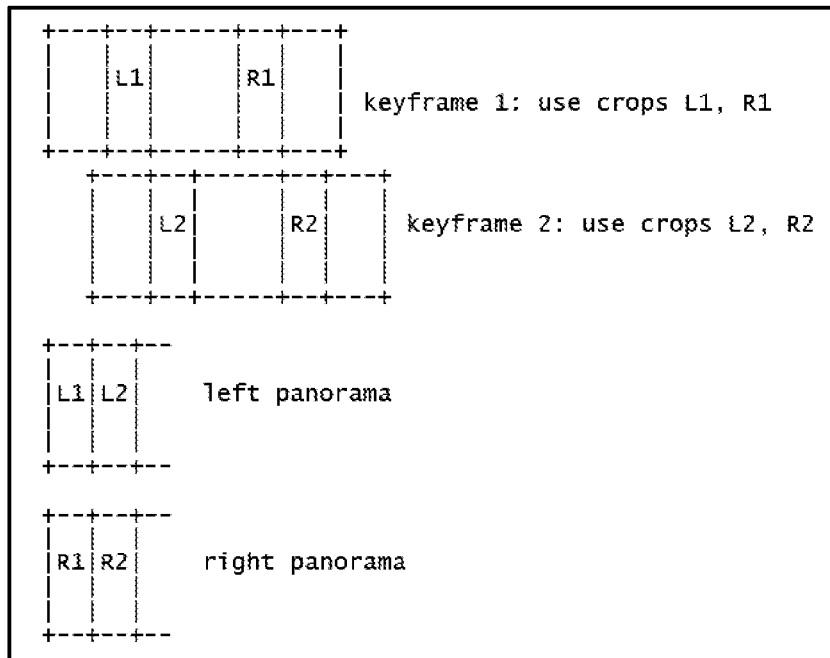 L1 R1
keyframe 1: use crops L1, R1
L2 R2 keyframe 2: use crops L2, R2
L1 L2 left panorama
R1 R2 right panorama